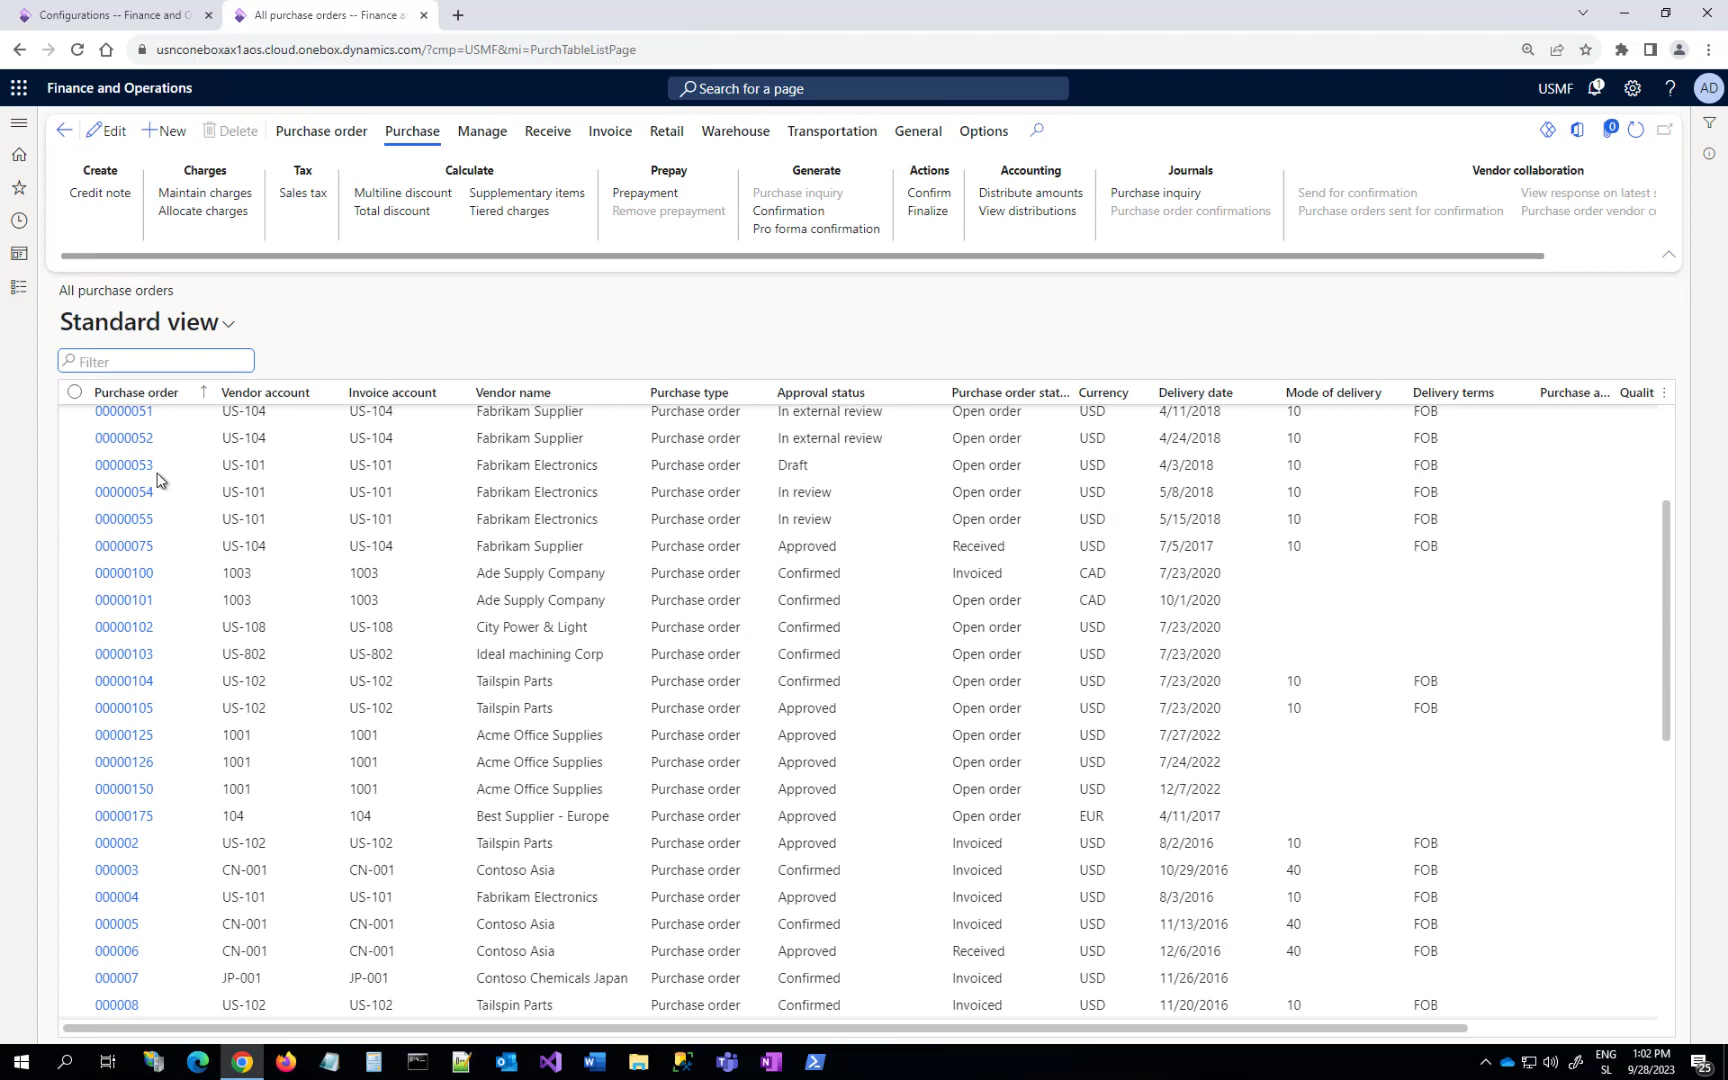 Configurations -- Finance and O
All purchase orders -- Finance a
usnconeboxax1aos.cloud.onebox.dynamics.com/?cmp=USMF&mi=PurchTableListPage
Finance and Operations
Search for a page
USMF
1
AD
Edit
New
Delete
Purchase order
Purchase
Manage
Receive
Invoice
Retail
Warehouse
Transportation
General
Options
0
Create
Credit note
Charges
Maintain charges
Allocate charges
Tax
Sales tax
Calculate
Multiline discount
Total discount
Supplementary items
Tiered charges
Prepay
Prepayment
Remove prepayment
Generate
Purchase inquiry
Confirmation
Pro forma confirmation
Actions
Confirm
Finalize
Accounting
Distribute amounts
View distributions
Journals
Purchase inquiry
Purchase order confirmations
Vendor collaboration
Send for confirmation
Purchase orders sent for confirmation
View response on latest
Purchase order vendor
All purchase orders
Standard view
Filter
Purchase order Vendor account Invoice account Vendor name Purchase type Approval status Purchase order stat... Currency Delivery date Mode of delivery Delivery terms Purchase a... Qualit
00000051 US-104 US-104 Fabrikam Supplier Purchase order In external review Open order USD 4/11/2018 10 FOB
00000052 US-104 US-104 Fabrikam Supplier Purchase order In external review Open order USD 4/24/2018 10 FOB
00000053 US-101 US-101 Fabrikam Electronics Purchase order Draft Open order USD 4/3/2018 10 FOB
00000054 US-101 US-101 Fabrikam Electronics Purchase order In review Open order USD 5/8/2018 10 FOB
00000055 US-101 US-101 Fabrikam Electronics Purchase order In review Open order USD 5/15/2018 10 FOB
00000075 US-104 US-104 Fabrikam Supplier Purchase order Approved Received USD 7/5/2017 10 FOB
00000100 1003 1003 Ade Supply Company Purchase order Confirmed Invoiced CAD 7/23/2020
00000101 1003 1003 Ade Supply Company Purchase order Confirmed Open order CAD 10/1/2020
00000102 US-108 US-108 City Power & Light Purchase order Confirmed Open order USD 7/23/2020
00000103 US-802 US-802 Ideal machining Corp Purchase order Confirmed Open order USD 7/23/2020
00000104 US-102 US-102 Tailspin Parts Purchase order Confirmed Open order USD 7/23/2020 10 FOB
00000105 US-102 US-102 Tailspin Parts Purchase order Approved Open order USD 7/23/2020 10 FOB
00000125 1001 1001 Acme Office Supplies Purchase order Approved Open order USD 7/27/2022
00000126 1001 1001 Acme Office Supplies Purchase order Approved Open order USD 7/24/2022
00000150 1001 1001 Acme Office Supplies Purchase order Approved Open order USD 12/7/2022
00000175 104 104 Best Supplier - Europe Purchase order Approved Open order EUR 4/11/2017
000002 US-102 US-102 Tailspin Parts Purchase order Approved Invoiced USD 8/2/2016 10 FOB
000003 CN-001 CN-001 Contoso Asia Purchase order Confirmed Invoiced USD 10/29/2016 40 FOB
000004 US-101 US-101 Fabrikam Electronics Purchase order Approved Invoiced USD 8/3/2016 10 FOB
000005 CN-001 CN-001 Contoso Asia Purchase order Confirmed Invoiced USD 11/13/2016 40 FOB
000006 CN-001 CN-001 Contoso Asia Purchase order Approved Received USD 12/6/2016 40 FOB
000007 JP-001 JP-001 Contoso Chemicals Japan Purchase order Confirmed Invoiced USD 11/26/2016
000008 US-102 US-102 Tailspin Parts Purchase order Confirmed Invoiced USD 11/20/2016 10 FOB
ENG
SL
1:02 PM
9/28/2023
25